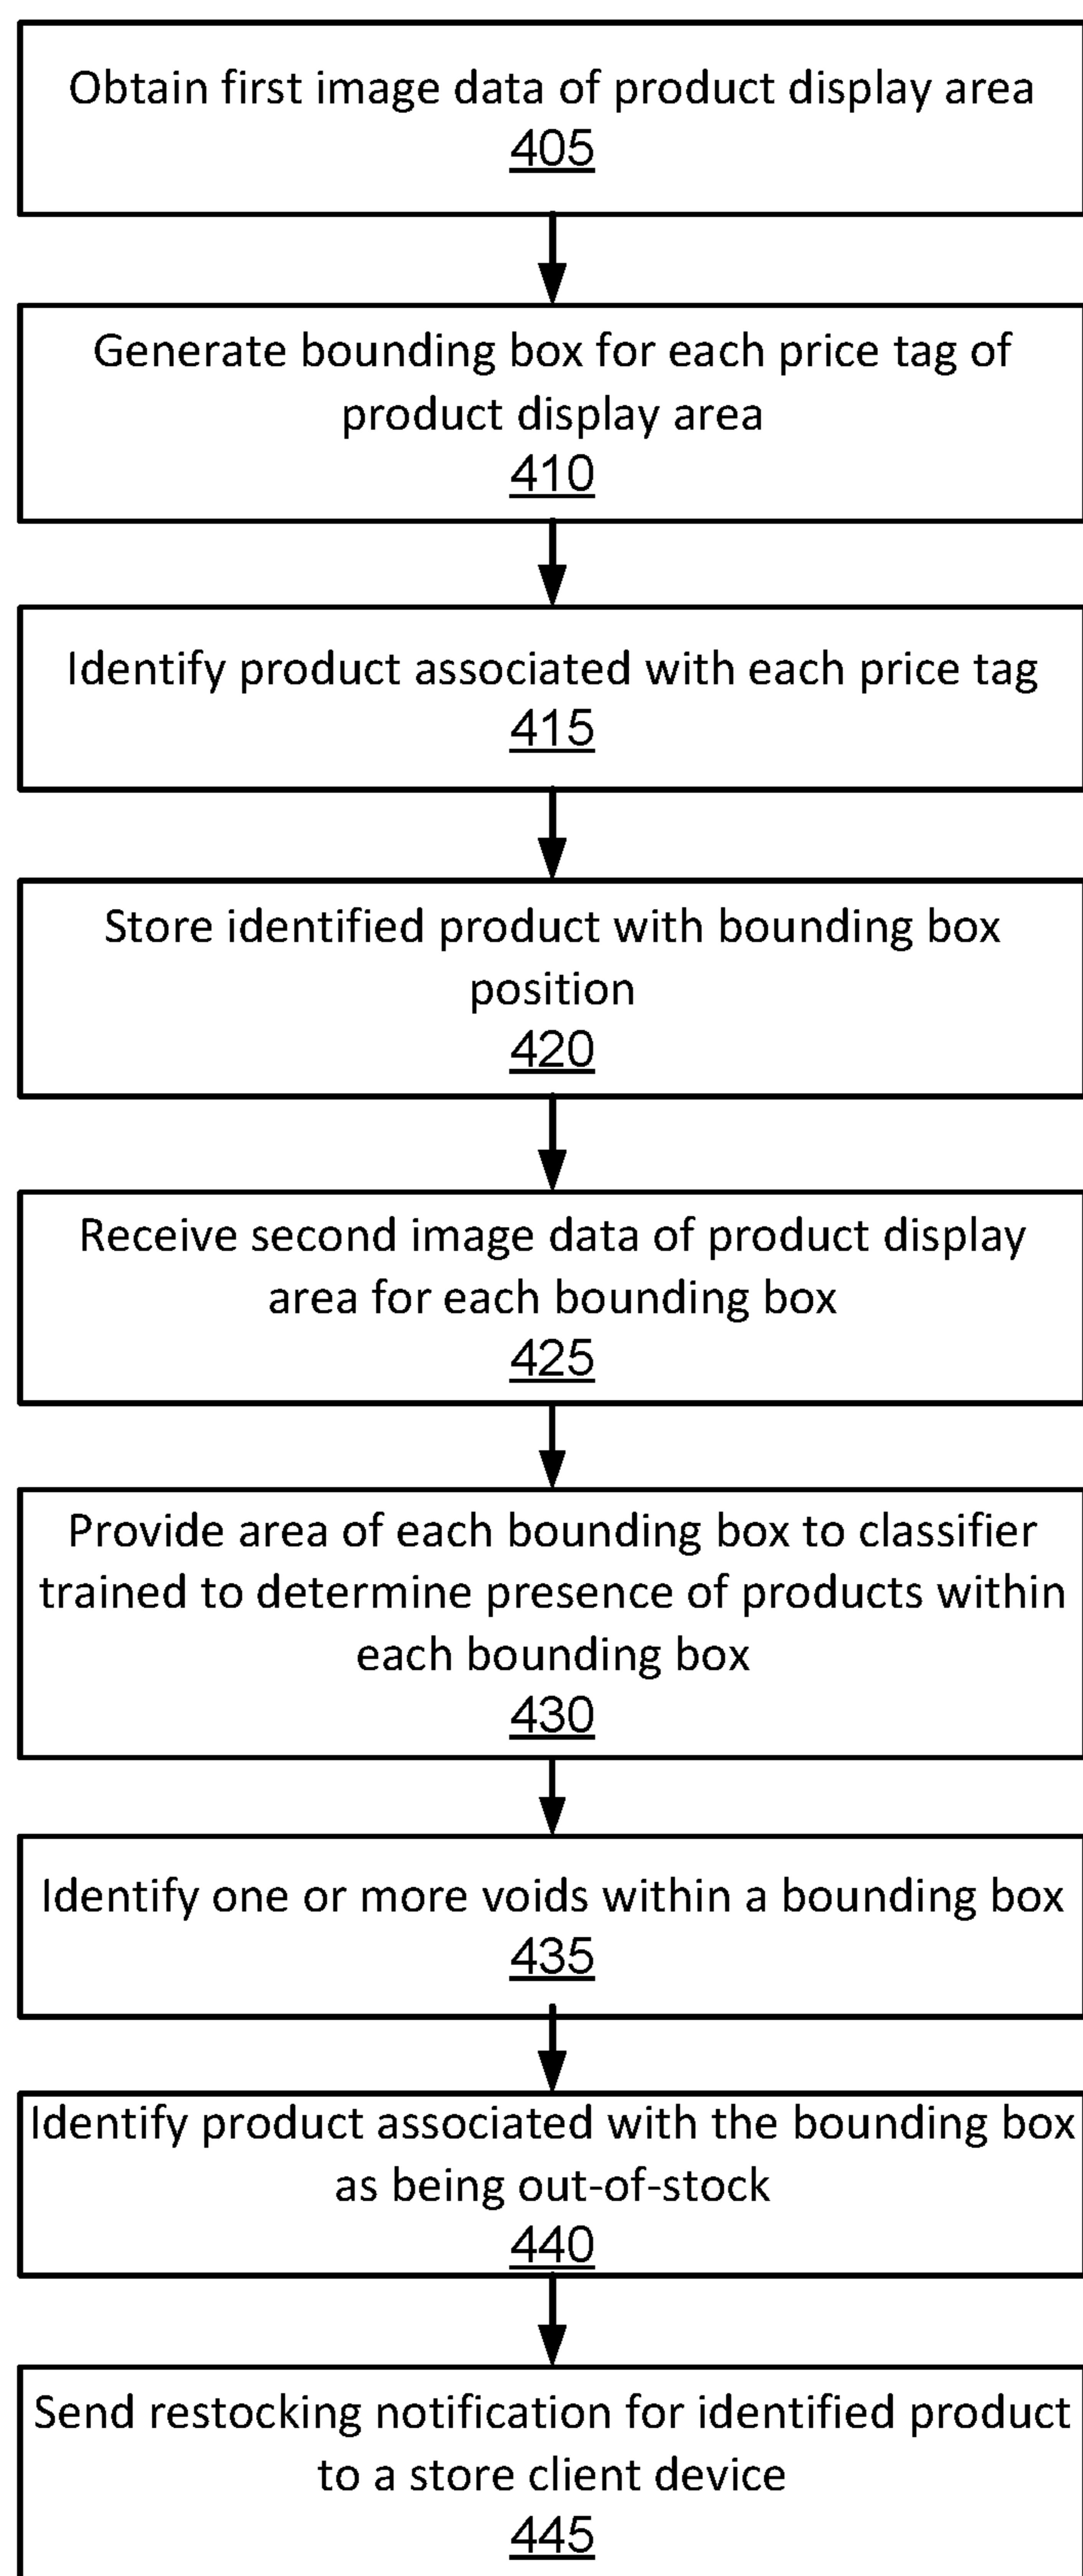 Obtain first image data of product display area
405
Generate bounding box for each price tag of
product display area
410
Identify product associated with each price tag
415
Store identified product with bounding box
position
420
Receive second image data of product display
area for each bounding box
425
Provide area of each bounding box to classifier
trained to determine presence of products within
each bounding box
430
Identify one or more voids within a bounding box
435
Identify product associated with the bounding box
as being out-of-stock
440
Send restocking notification for identified product
to a store client device
445